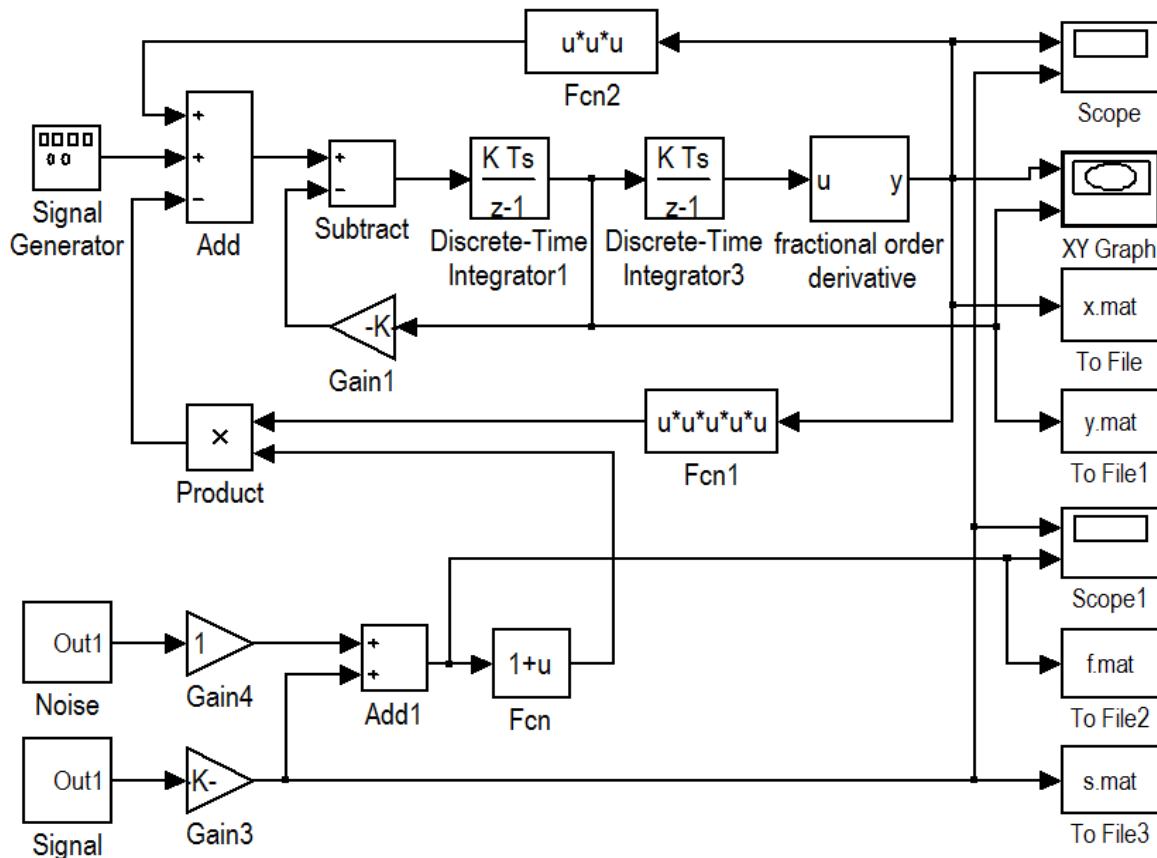 u*u*u
Fcn2
Scope
+
+
−
Add
Signal
Generator
+
−
Subtract
K Ts
z-1
Discrete-Time
Integrator1
K Ts
z-1
Discrete-Time
Integrator3
u y
fractional order
derivative
XY Graph
-K-
Gain1
x.mat
To File
×
Product
u*u*u*u*u
Fcn1
y.mat
To File1
Scope1
Out1
Noise
1
Gain4
+
+
Add1
1+u
Fcn
f.mat
To File2
Out1
Signal
-K-
Gain3
s.mat
To File3